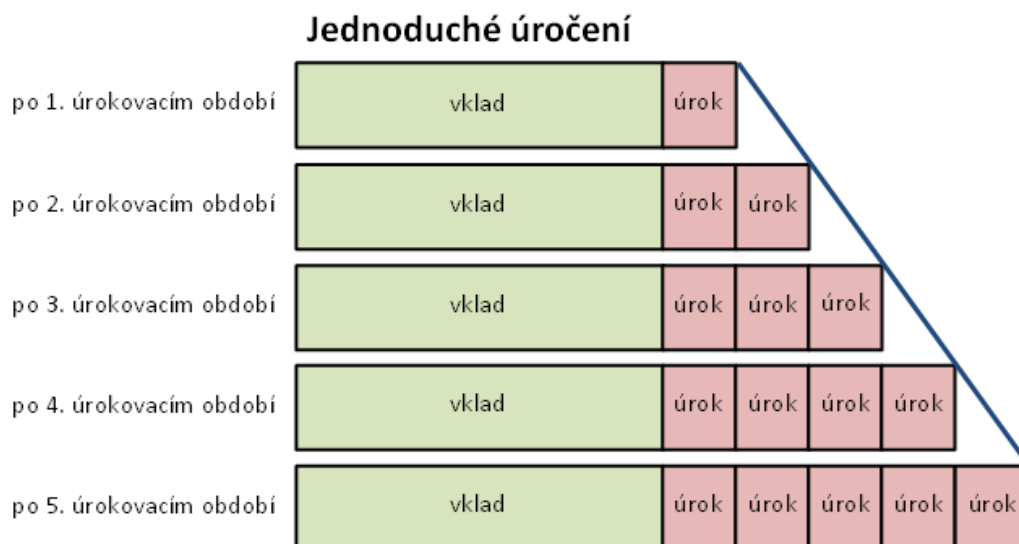 Jednoduché úročení
po 1. úrokovacím období vklad úrok
po 2. úrokovacím období vklad úrok úrok
po 3. úrokovacím období vklad úrok úrok úrok
po 4. úrokovacím období vklad úrok úrok úrok úrok
po 5. úrokovacím období vklad úrok úrok úrok úrok úrok